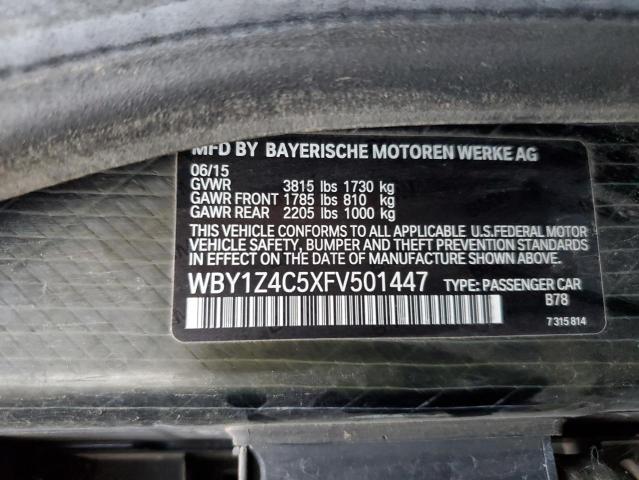 MFD BY BAYERISCHE MOTOREN WERKE AG
06/15
GVWR 3815 lbs 1730 kg
GAWR FRONT 1785 lbs 810 kg
GAWR REAR 2205 lbs 1000 kg
THIS VEHICLE CONFORMS TO ALL APPLICABLE U.S.FEDERAL MOTOR
VEHICLE SAFETY, BUMPER AND THEFT PREVENTION STANDARDS
IN EFFECT ON THE DATE OF MANUFACTURE SHOWN ABOVE.
WBY1Z4C5XFV501447 TYPE: PASSENGER CAR
B78
7 315 814